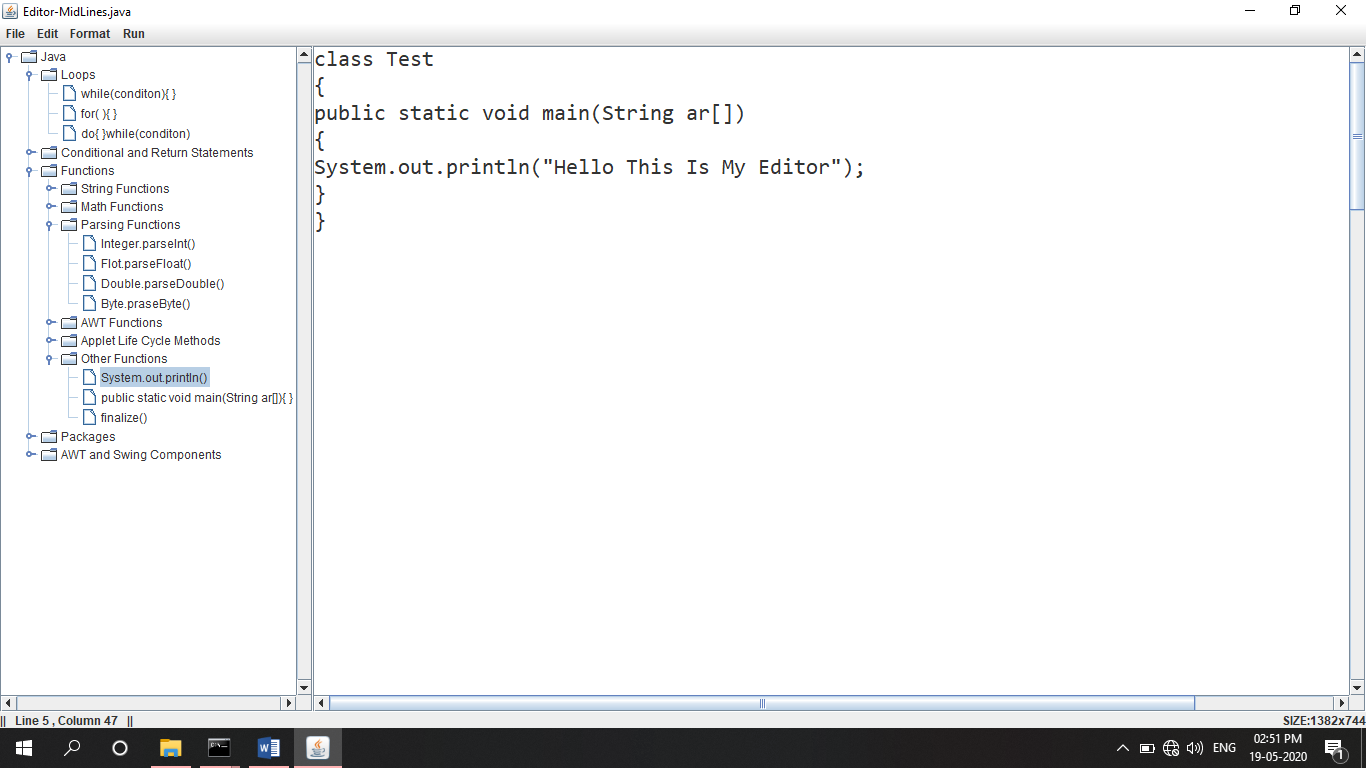 Editor-MidLines.java
File Edit Format Run
Java
Loops
while(conditon){ }
for( ){ }
do{ }while(conditon)
Conditional and Return Statements
Functions
String Functions
Math Functions
Parsing Functions
Integer.parseInt()
Flot.parseFloat()
Double.parseDouble()
Byte.praseByte()
AWT Functions
Applet Life Cycle Methods
Other Functions
System.out.println()
public static void main(String ar[]){ }
finalize()
Packages
AWT and Swing Components
class Test
{
public static void main(String ar[])
{
System.out.println("Hello This Is My Editor");
}
}
|| Line 5 , Column 47 ||
SIZE:1382x744
ENG
02:51 PM
19-05-2020
1